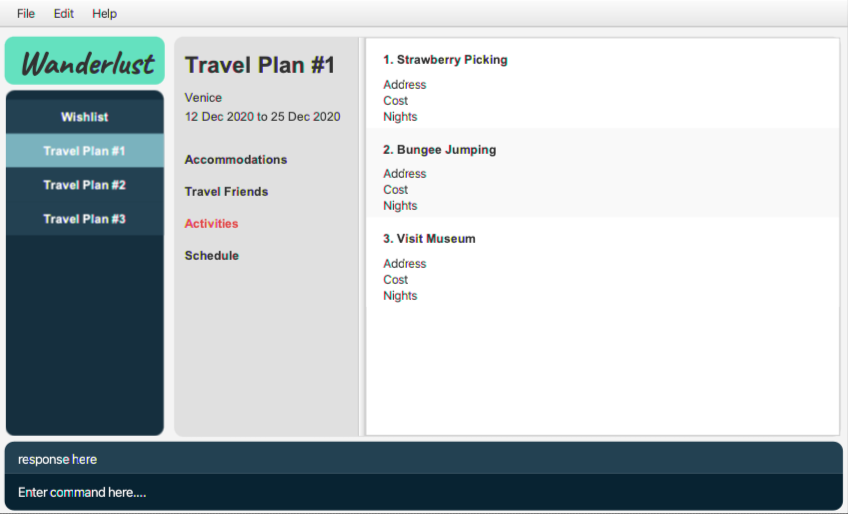 File Edit Help
Wanderlust
Wishlist
Travel Plan #1
Travel Plan #2
Travel Plan #3
Travel Plan #1
Venice
12 Dec 2020 to 25 Dec 2020
Accommodations
Travel Friends
Activities
Schedule
1. Strawberry Picking
Address
Cost
Nights
2. Bungee Jumping
Address
Cost
Nights
3. Visit Museum
Address
Cost
Nights
response here
Enter command here....